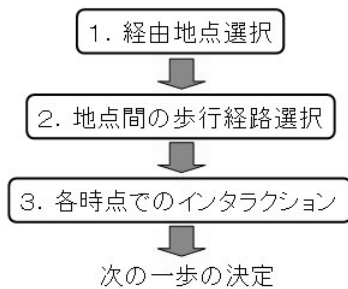 1. 経由地点選択
2. 地点間の歩行経路選択
3. 各時点でのインタラクション
次の一歩の決定